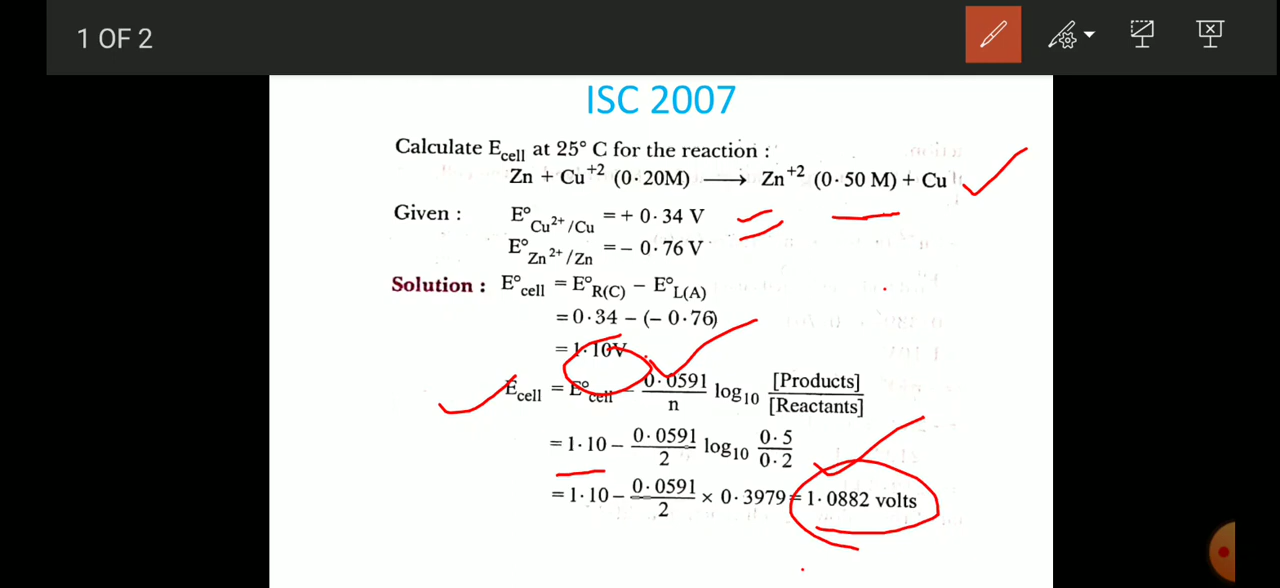 1 OF 2
ISC 2007
Calculate E_cell at 25° C for the reaction :
Zn + Cu⁺² (0·20M) ⟶ Zn⁺² (0·50 M) + Cu
Given : E°_Cu²⁺/Cu = + 0·34 V
E°_Zn²⁺/Zn = – 0·76 V
Solution : E°_cell = E°_R(C) – E°_L(A)
= 0·34 – (– 0·76)
= 1·10V
E_cell = E°_cell – 0·0591/n log₁₀ [Products]/[Reactants]
= 1·10 – 0·0591/2 log₁₀ 0·5/0·2
= 1·10 – 0·0591/2 × 0·3979 = 1·0882 volts